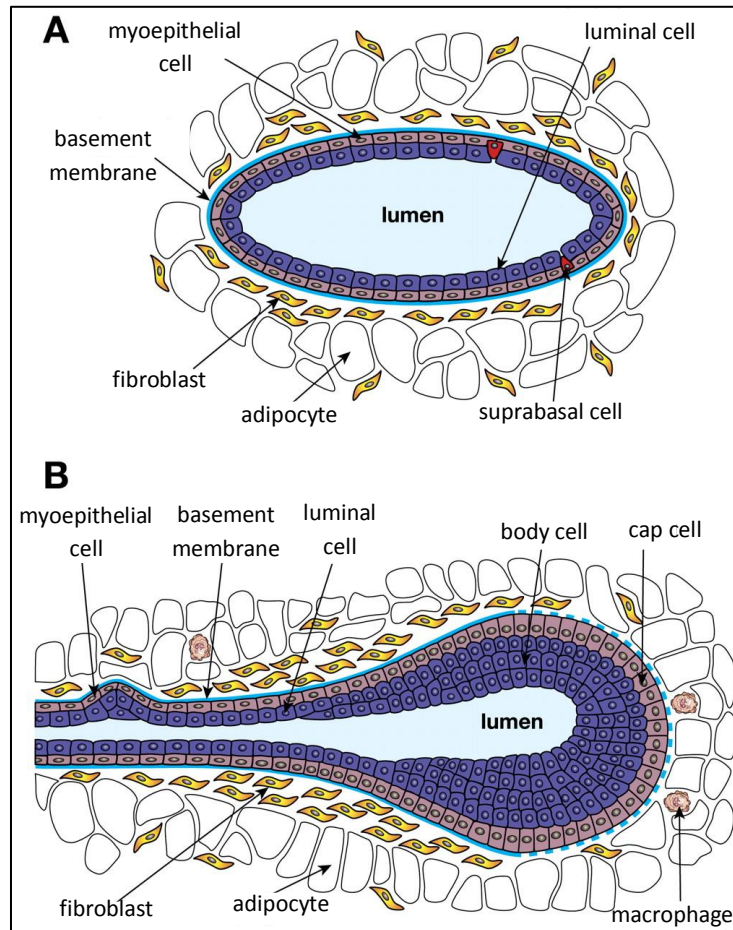 A
myoepithelial
cell
luminal cell
basement
membrane
lumen
fibroblast
adipocyte
suprabasal cell
B
myoepithelial
cell
basement
membrane
luminal
cell
body cell
cap cell
lumen
fibroblast
adipocyte
macrophage